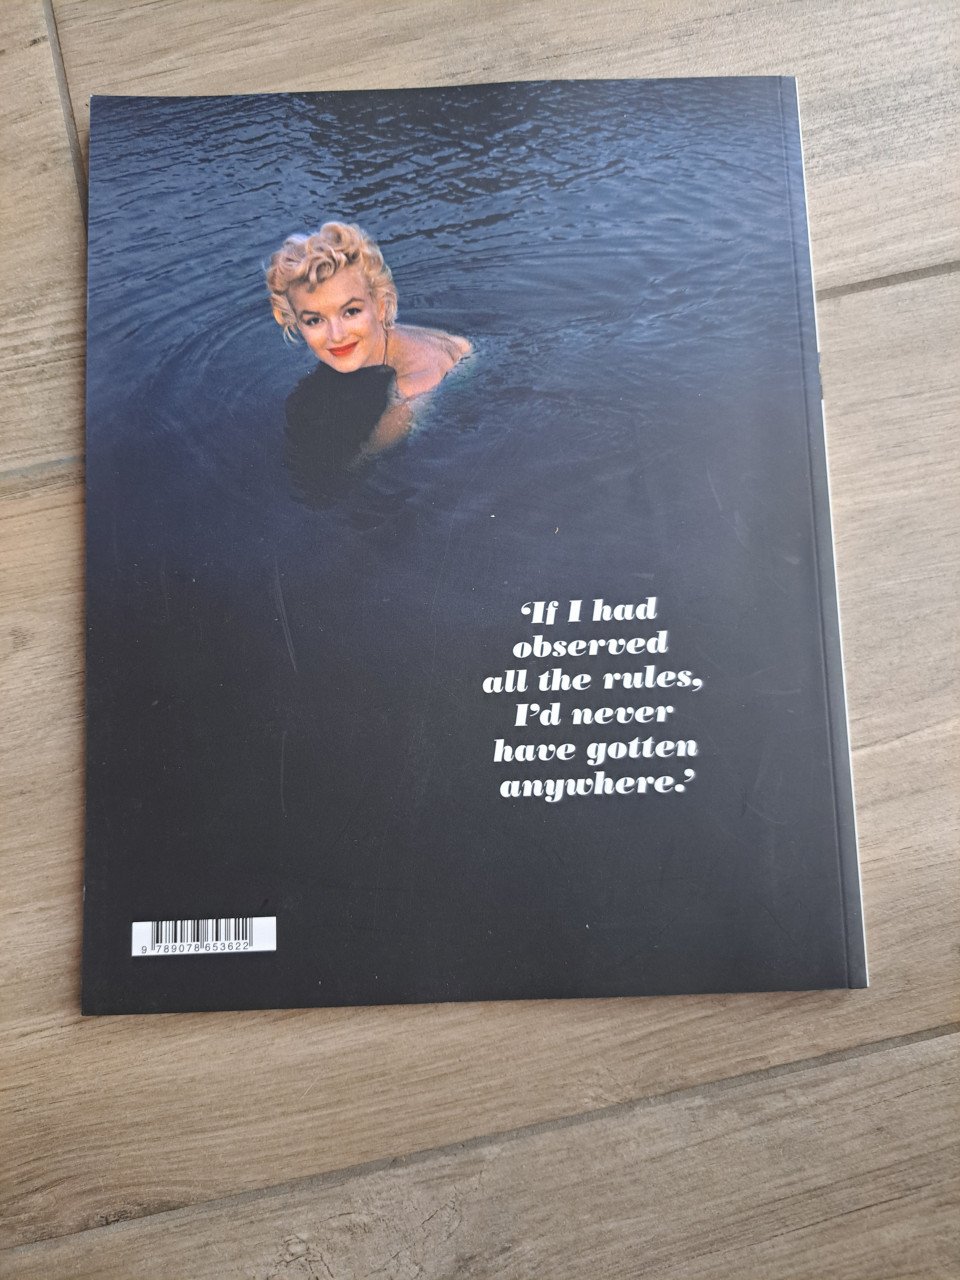 ‘If I had
observed
all the rules,
I’d never
have gotten
anywhere.’
9 789078 653622